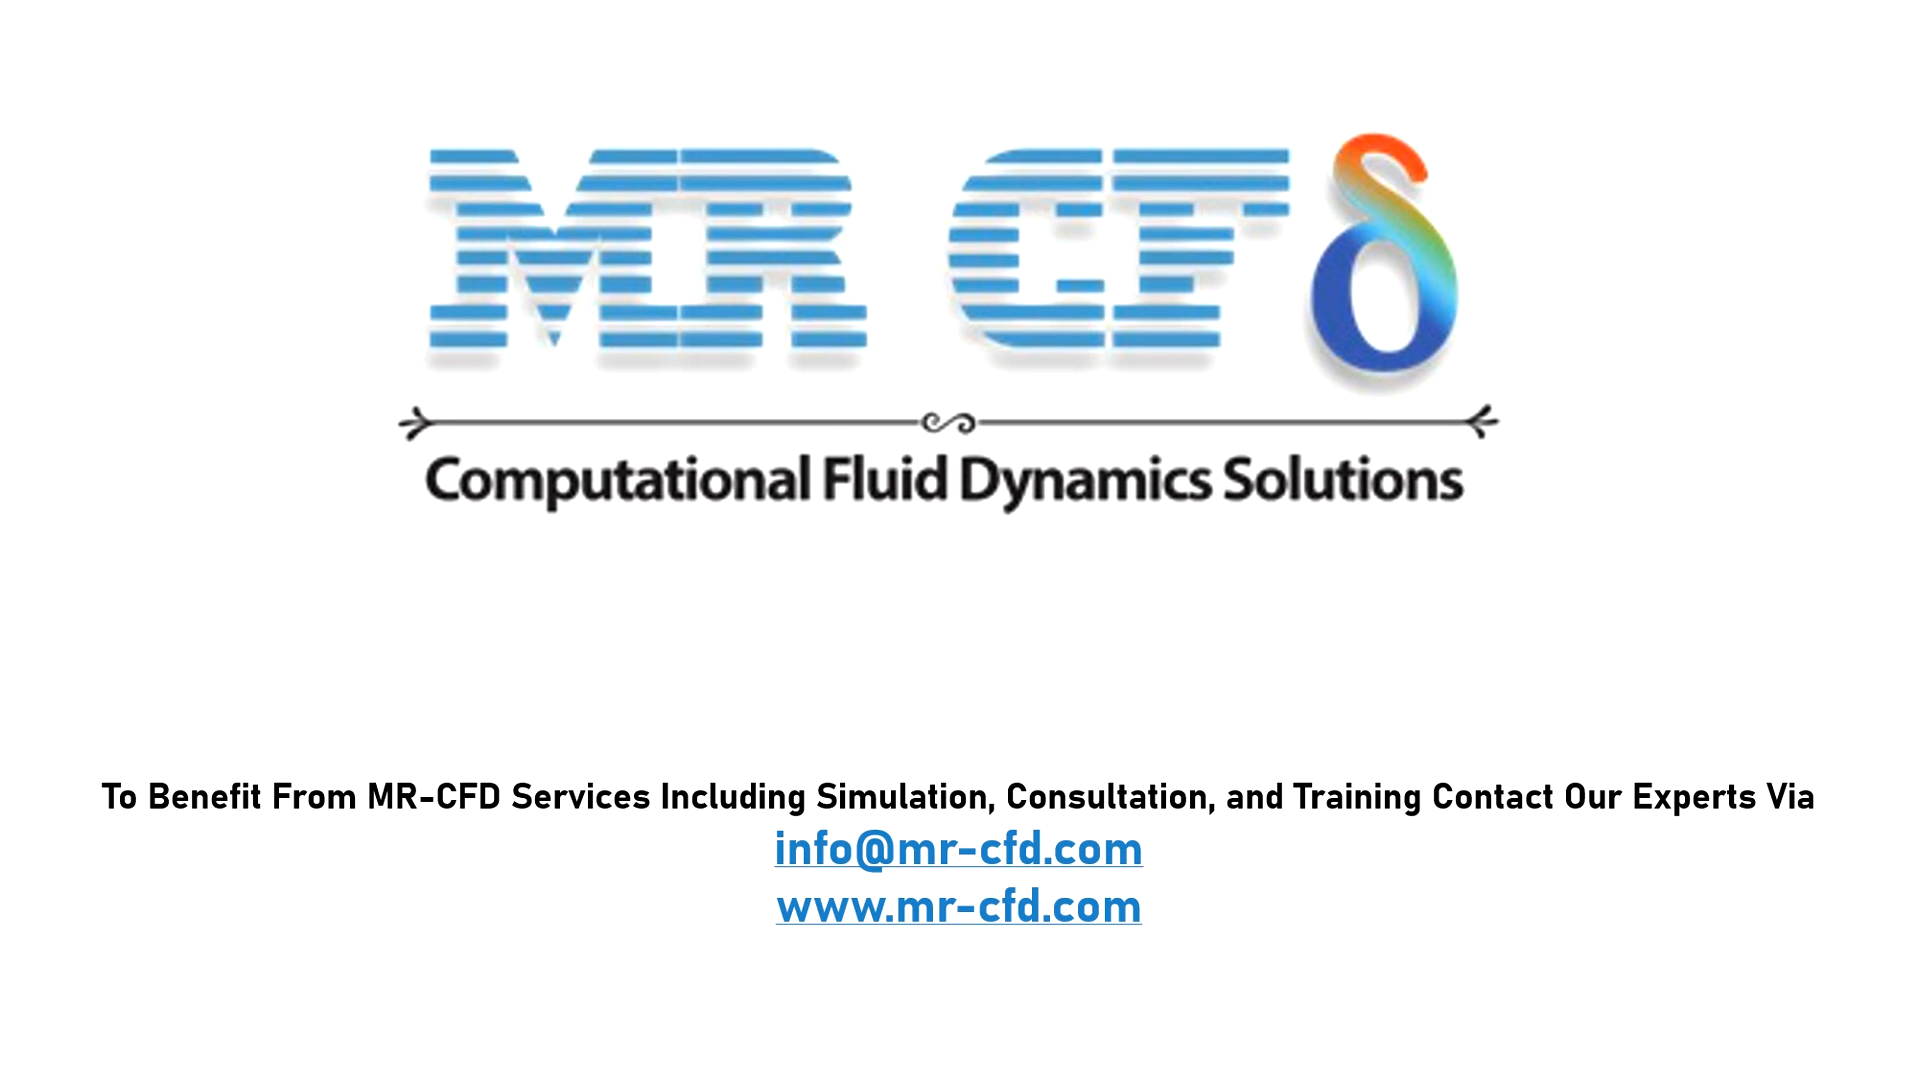 MR CFδ
Computational Fluid Dynamics Solutions
To Benefit From MR-CFD Services Including Simulation, Consultation, and Training Contact Our Experts Via
info@mr-cfd.com
www.mr-cfd.com